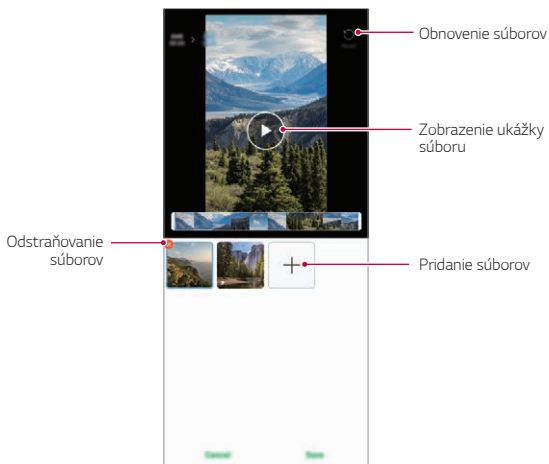 Obnovenie súborov
Zobrazenie ukážky
súboru
Odstraňovanie
súborov
Pridanie súborov